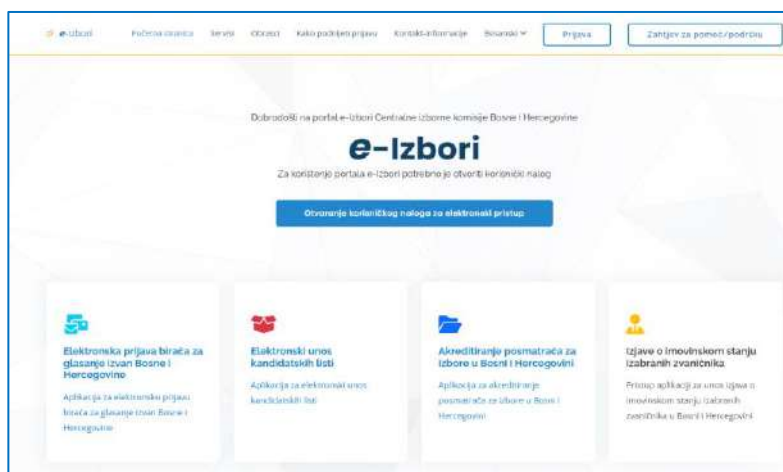 e-izbori Početna stranica Servisi Obrasci Kako podnijeti prijavu Kontakt-informacije Bosanski Prijava Zahtjev za pomoć/podršku
Dobrodošli na portal e-Izbori Centralne izborne komisije Bosne i Hercegovine
e-Izbori
Za korištenje portala e-Izbori potrebno je otvoriti korisnički nalog
Otvaranje korisničkog naloga za elektronski pristup
Elektronska prijava birača za
glasanje izvan Bosne i
Hercegovine
Aplikacija za elektronsku prijavu
birača za glasanje izvan Bosne i
Hercegovine
Elektronski unos
kandidatskih listi
Aplikacija za elektronski unos
kandidatskih listi
Akreditiranje posmatrača za
Izbore u Bosni i Hercegovini
Aplikacija za akreditiranje
posmatrača za izbore u Bosni i
Hercegovini
Izjave o imovinskom stanju
izabranih zvaničnika
Pristup aplikaciji za unos izjava o
imovinskom stanju izabranih
zvaničnika u Bosni i Hercegovini